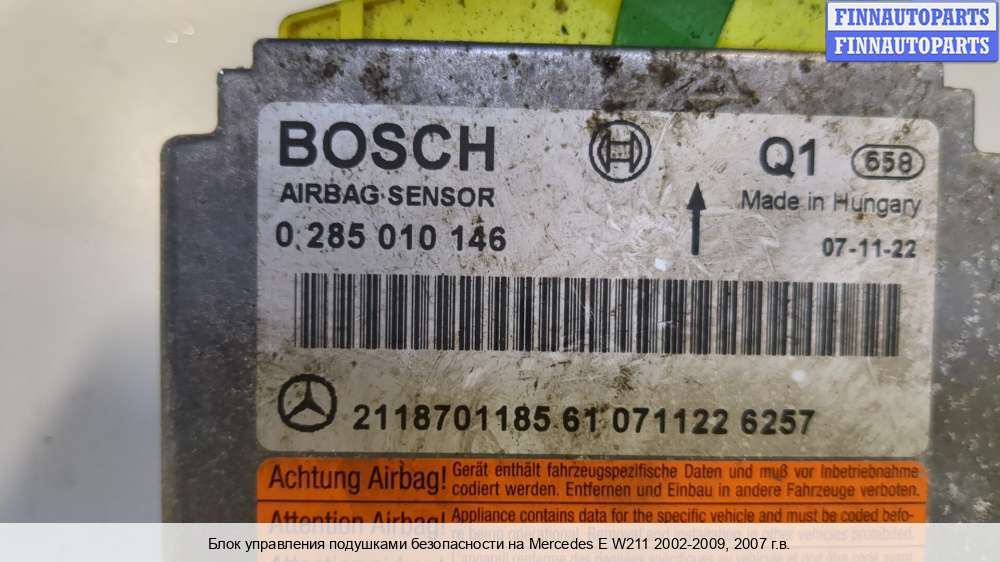 FINNAUTOPARTS
FINNAUTOPARTS
BOSCH
Q1 658
AIRBAG SENSOR
Made in Hungary
0 285 010 146
07-11-22
2118701185 61 071122 6257
Achtung Airbag! Gerät enthält fahrzeugspezifische Daten und muß vor Inbetriebnahme
codiert werden. Entfernen und Einbau in andere Fahrzeuge verboten.
Attention Airbag! Appliance contains data for the specific vehicle and must be coded befo-
Блок управления подушками безопасности на Mercedes E W211 2002-2009, 2007 г.в.